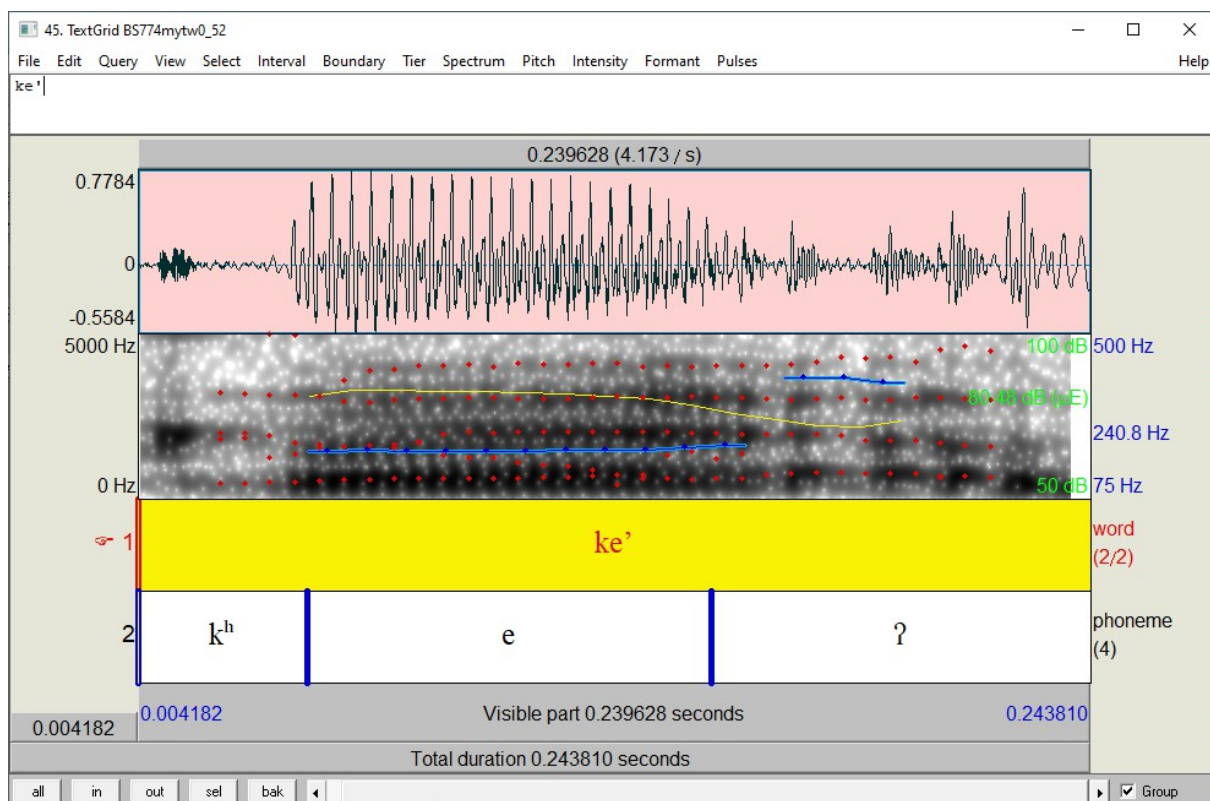 45. TextGrid BS774mytw0_52
File Edit Query View Select Interval Boundary Tier Spectrum Pitch Intensity Formant Pulses Help
ke'
0.239628 (4.173 / s)
0.7784
0
-0.5584
5000 Hz 100 dB 500 Hz
80.48 dB (µE)
240.8 Hz
0 Hz 50 dB 75 Hz
☞ 1 ke’ word
(2/2)
2 kʰ e ʔ phoneme
(4)
0.004182 Visible part 0.239628 seconds 0.243810
0.004182
Total duration 0.243810 seconds
all in out sel bak Group